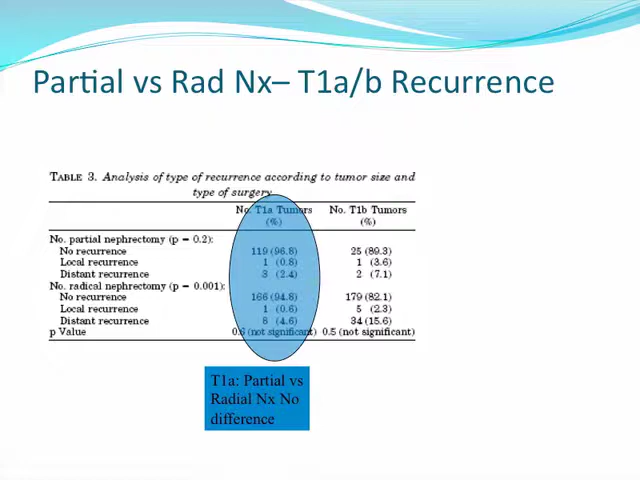 Partial vs Rad Nx– T1a/b Recurrence
TABLE 3. Analysis of type of recurrence according to tumor size and
type of surgery
No. T1a Tumors (%) No. T1b Tumors (%)
No. partial nephrectomy (p = 0.2):
No recurrence 119 (96.8) 25 (89.3)
Local recurrence 1 (0.8) 1 (3.6)
Distant recurrence 3 (2.4) 2 (7.1)
No. radical nephrectomy (p = 0.001):
No recurrence 166 (94.8) 179 (82.1)
Local recurrence 1 (0.6) 5 (2.3)
Distant recurrence 8 (4.6) 34 (15.6)
p Value 0.6 (not significant) 0.5 (not significant)
T1a: Partial vs
Radial Nx No
difference